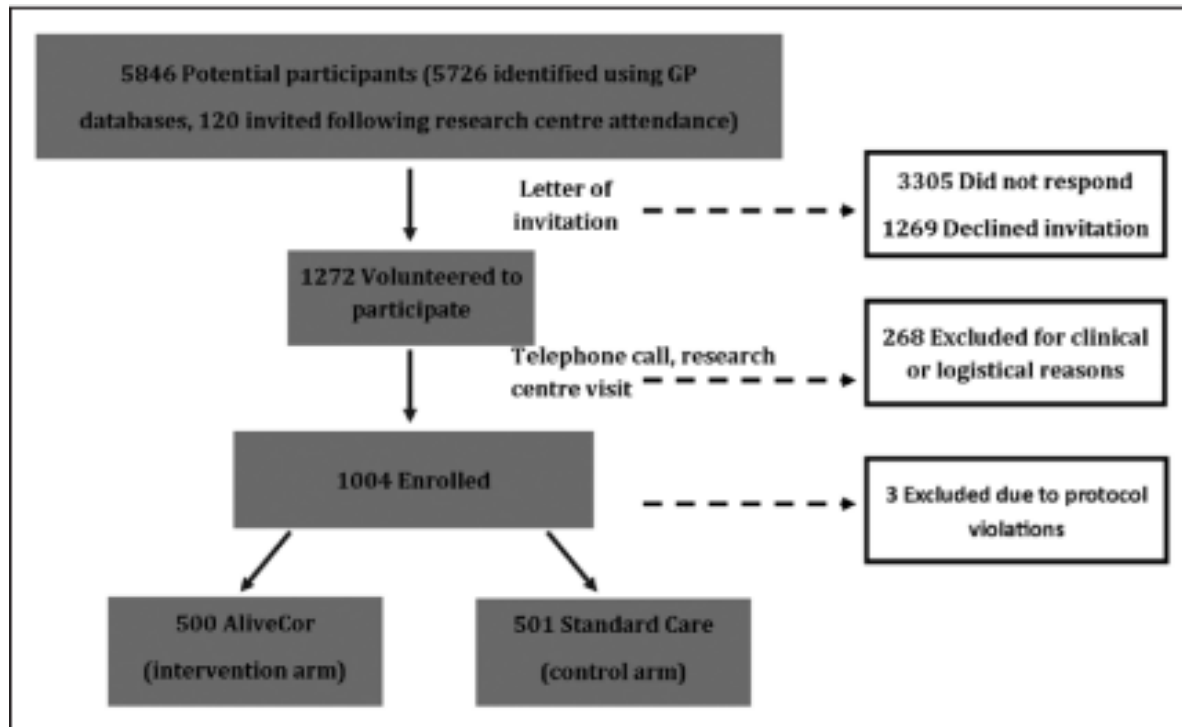 5846 Potential participants (5726 identified using GP
databases, 120 invited following research centre attendance)
Letter of
invitation
3305 Did not respond
1269 Declined invitation
1272 Volunteered to
participate
Telephone call, research
centre visit
268 Excluded for clinical
or logistical reasons
1004 Enrolled
3 Excluded due to protocol
violations
500 AliveCor
(intervention arm)
501 Standard Care
(control arm)